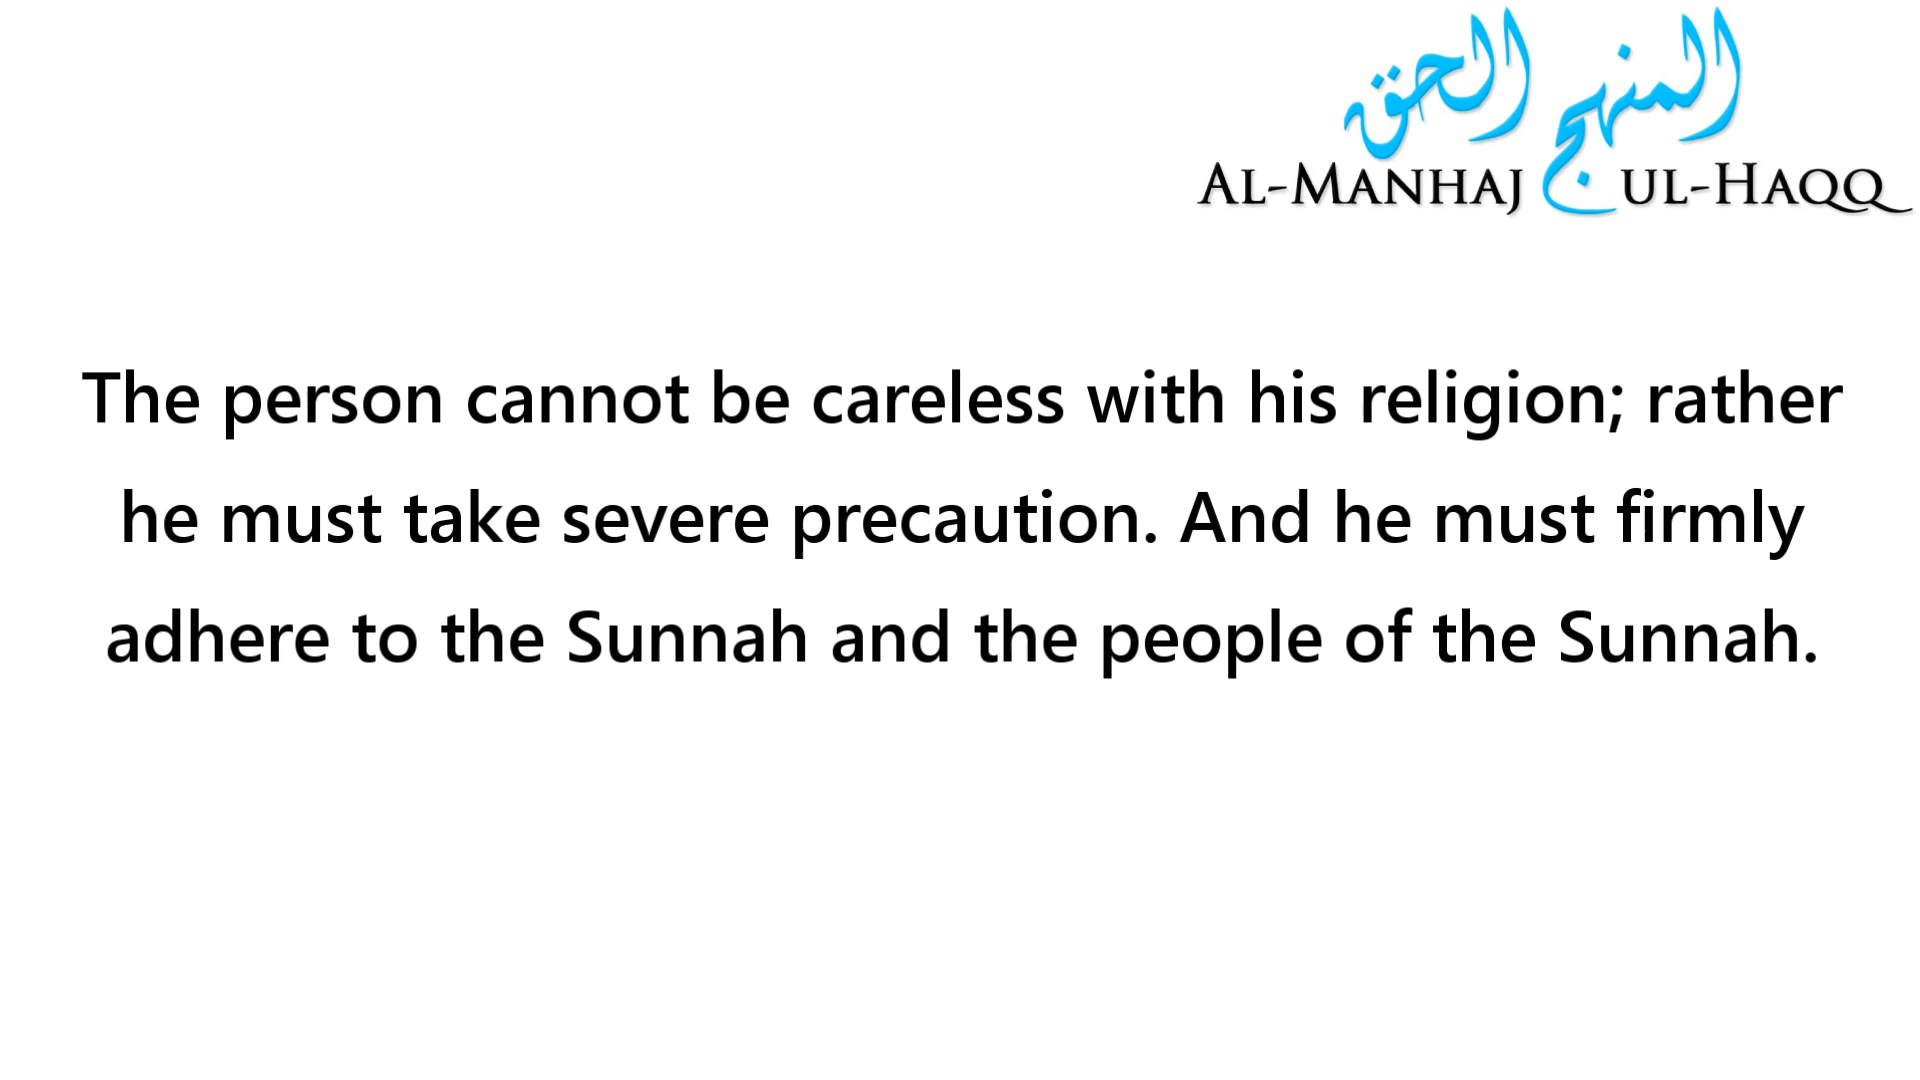 المنهج الحق
AL-MANHAJ UL-HAQQ
The person cannot be careless with his religion; rather
he must take severe precaution. And he must firmly
adhere to the Sunnah and the people of the Sunnah.